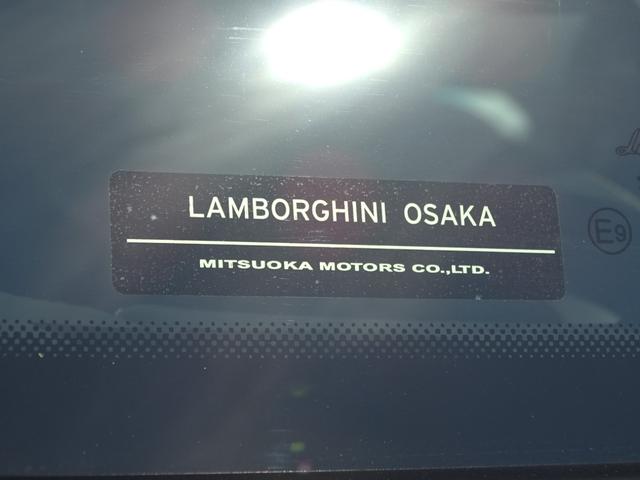 LAMBORGHINI OSAKA
MITSUOKA MOTORS CO.,LTD.
E9